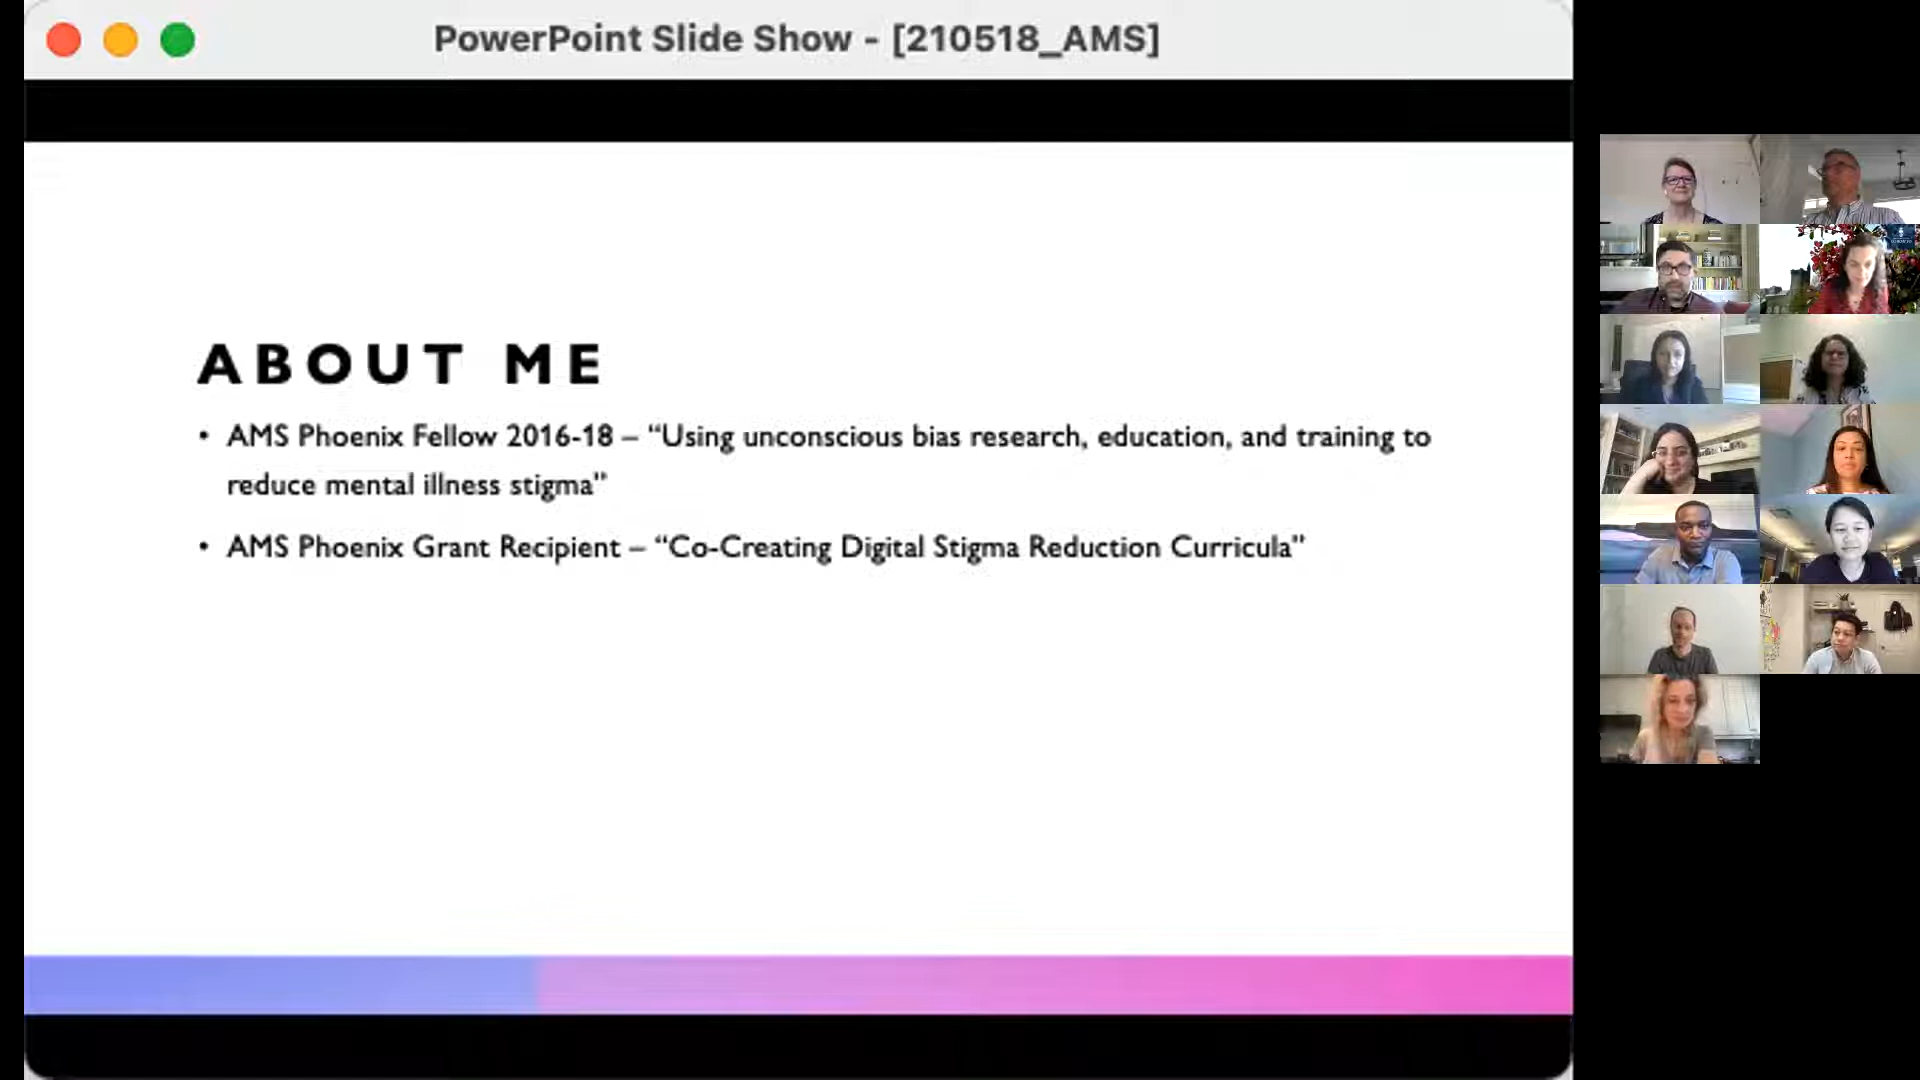 PowerPoint Slide Show - [210518_AMS]
ABOUT ME
• AMS Phoenix Fellow 2016-18 – “Using unconscious bias research, education, and training to
reduce mental illness stigma”
• AMS Phoenix Grant Recipient – “Co-Creating Digital Stigma Reduction Curricula”